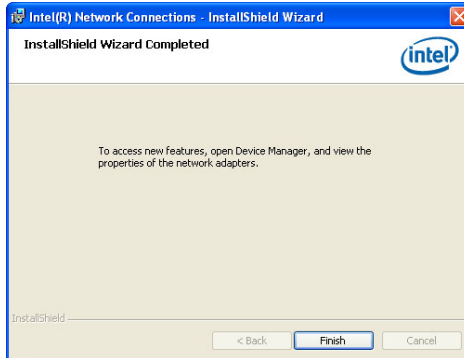 Intel(R) Network Connections - InstallShield Wizard
InstallShield Wizard Completed
intel
To access new features, open Device Manager, and view the
properties of the network adapters.
InstallShield
< Back
Finish
Cancel